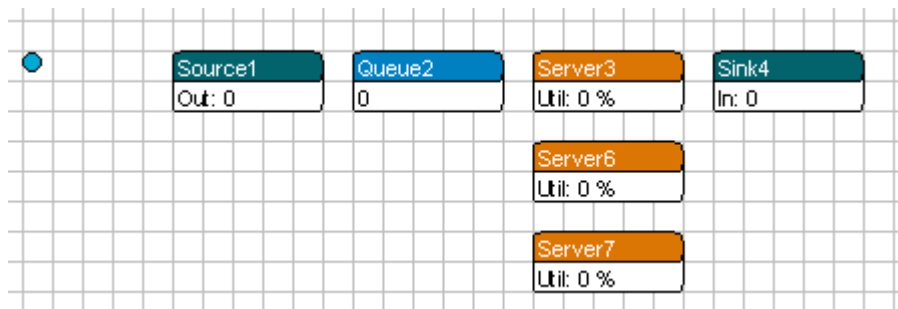 Source1
Out: 0
Queue2
0
Server3
Util: 0 %
Sink4
In: 0
Server6
Util: 0 %
Server7
Util: 0 %